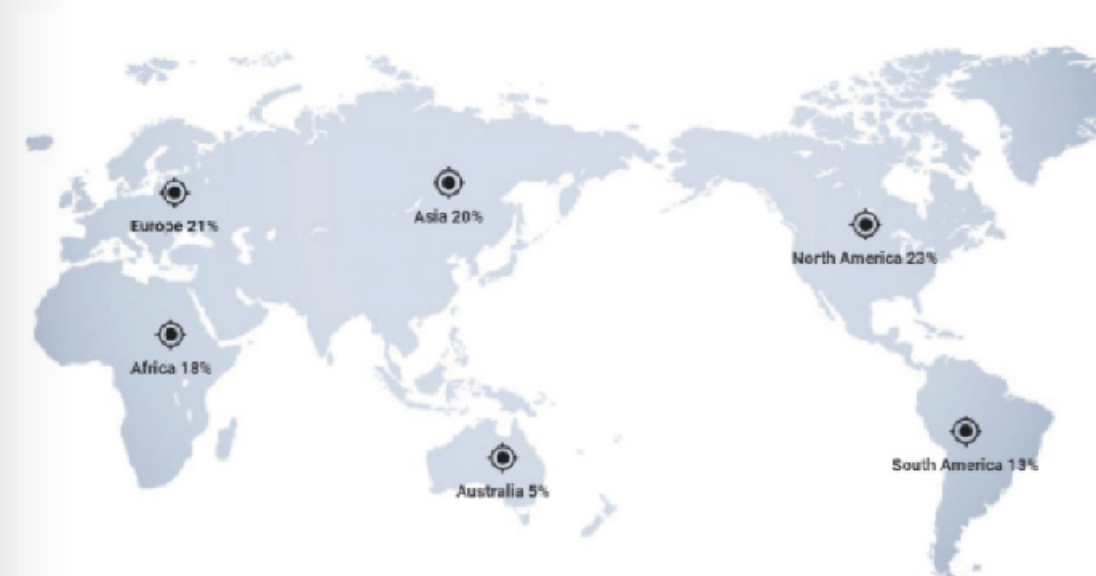 Europe 21%
Asia 20%
North America 23%
Africa 18%
South America 13%
Australia 5%